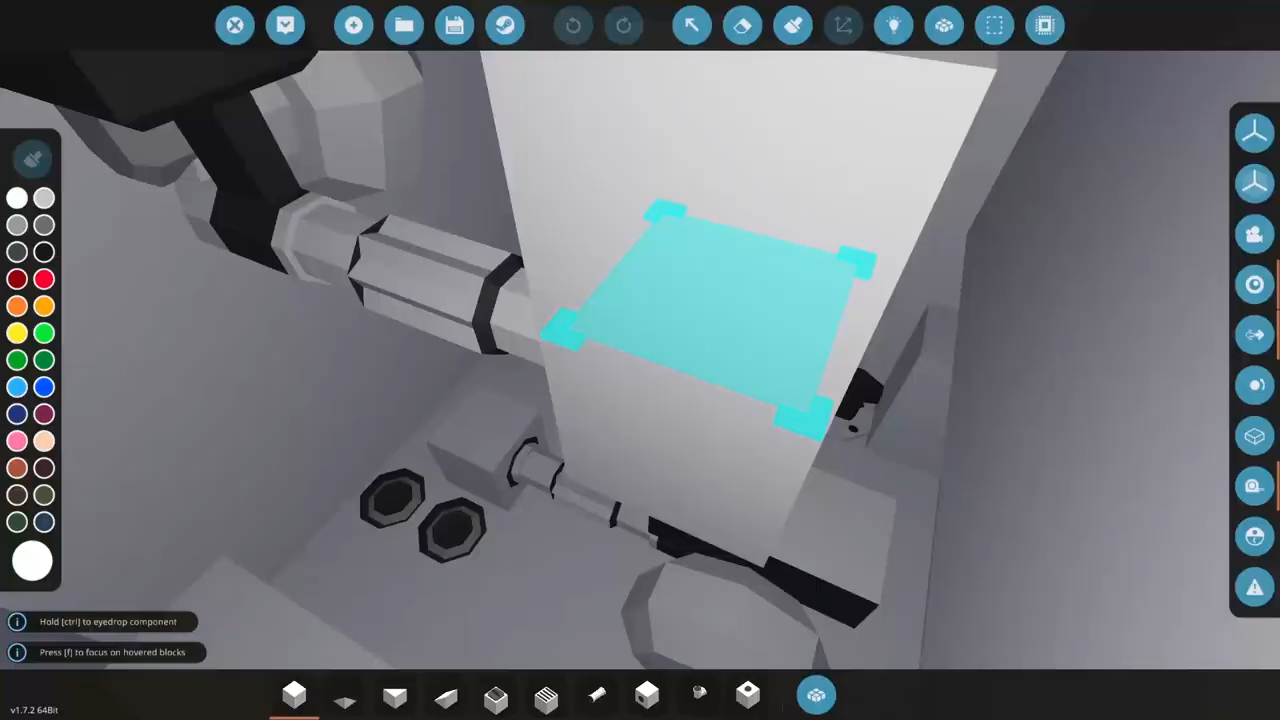 Hold [ctrl] to eyedrop component
Press [f] to focus on hovered blocks
v1.7.2 64Bit